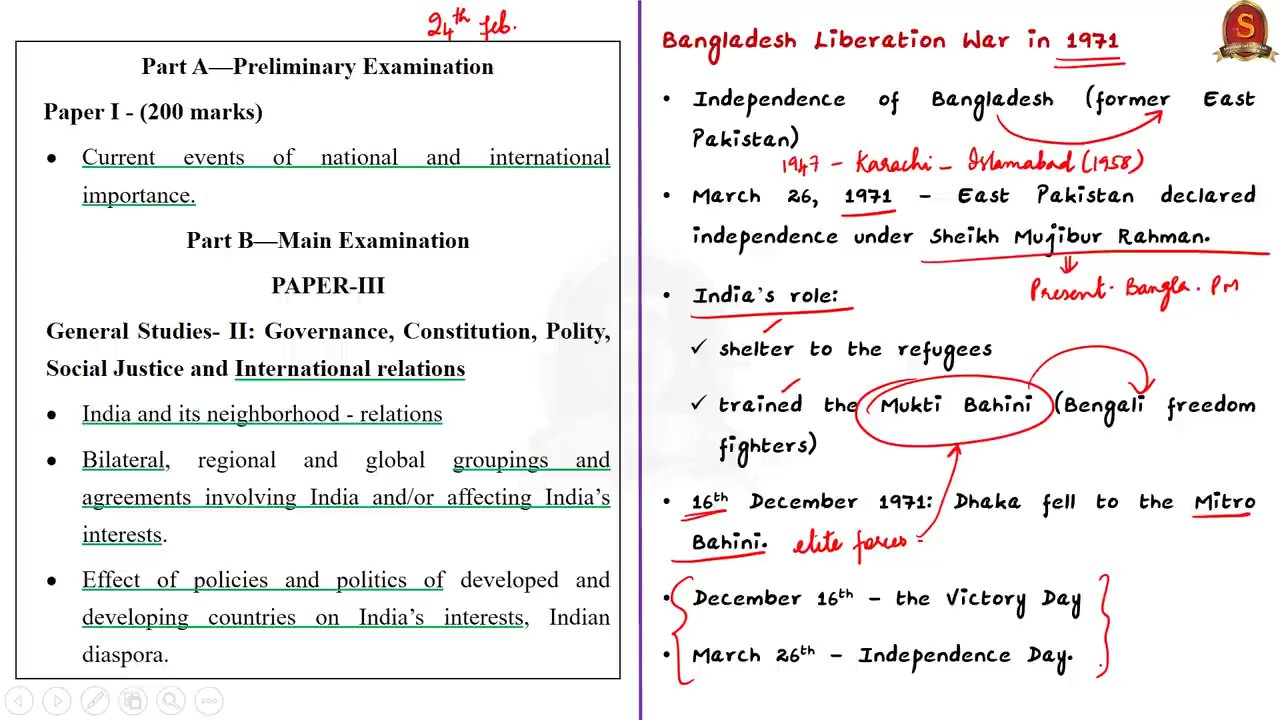 24th feb.
Part A—Preliminary Examination
Paper I - (200 marks)
● Current events of national and international
importance.
Part B—Main Examination
PAPER-III
General Studies- II: Governance, Constitution, Polity,
Social Justice and International relations
● India and its neighborhood - relations
● Bilateral, regional and global groupings and
agreements involving India and/or affecting India's
interests.
● Effect of policies and politics of developed and
developing countries on India's interests, Indian
diaspora.
Bangladesh Liberation War in 1971
• Independence of Bangladesh (former East
Pakistan)
1947 - Karachi - Islamabad (1958)
• March 26, 1971 - East Pakistan declared
independence under Sheikh Mujibur Rahman.
Present. Bangla. PM
• India's role:
✓ shelter to the refugees
✓ trained the Mukti Bahini (Bengali freedom
fighters)
• 16th December 1971: Dhaka fell to the Mitro
Bahini. elite forces
• December 16th - the Victory Day
• March 26th - Independence Day.
S